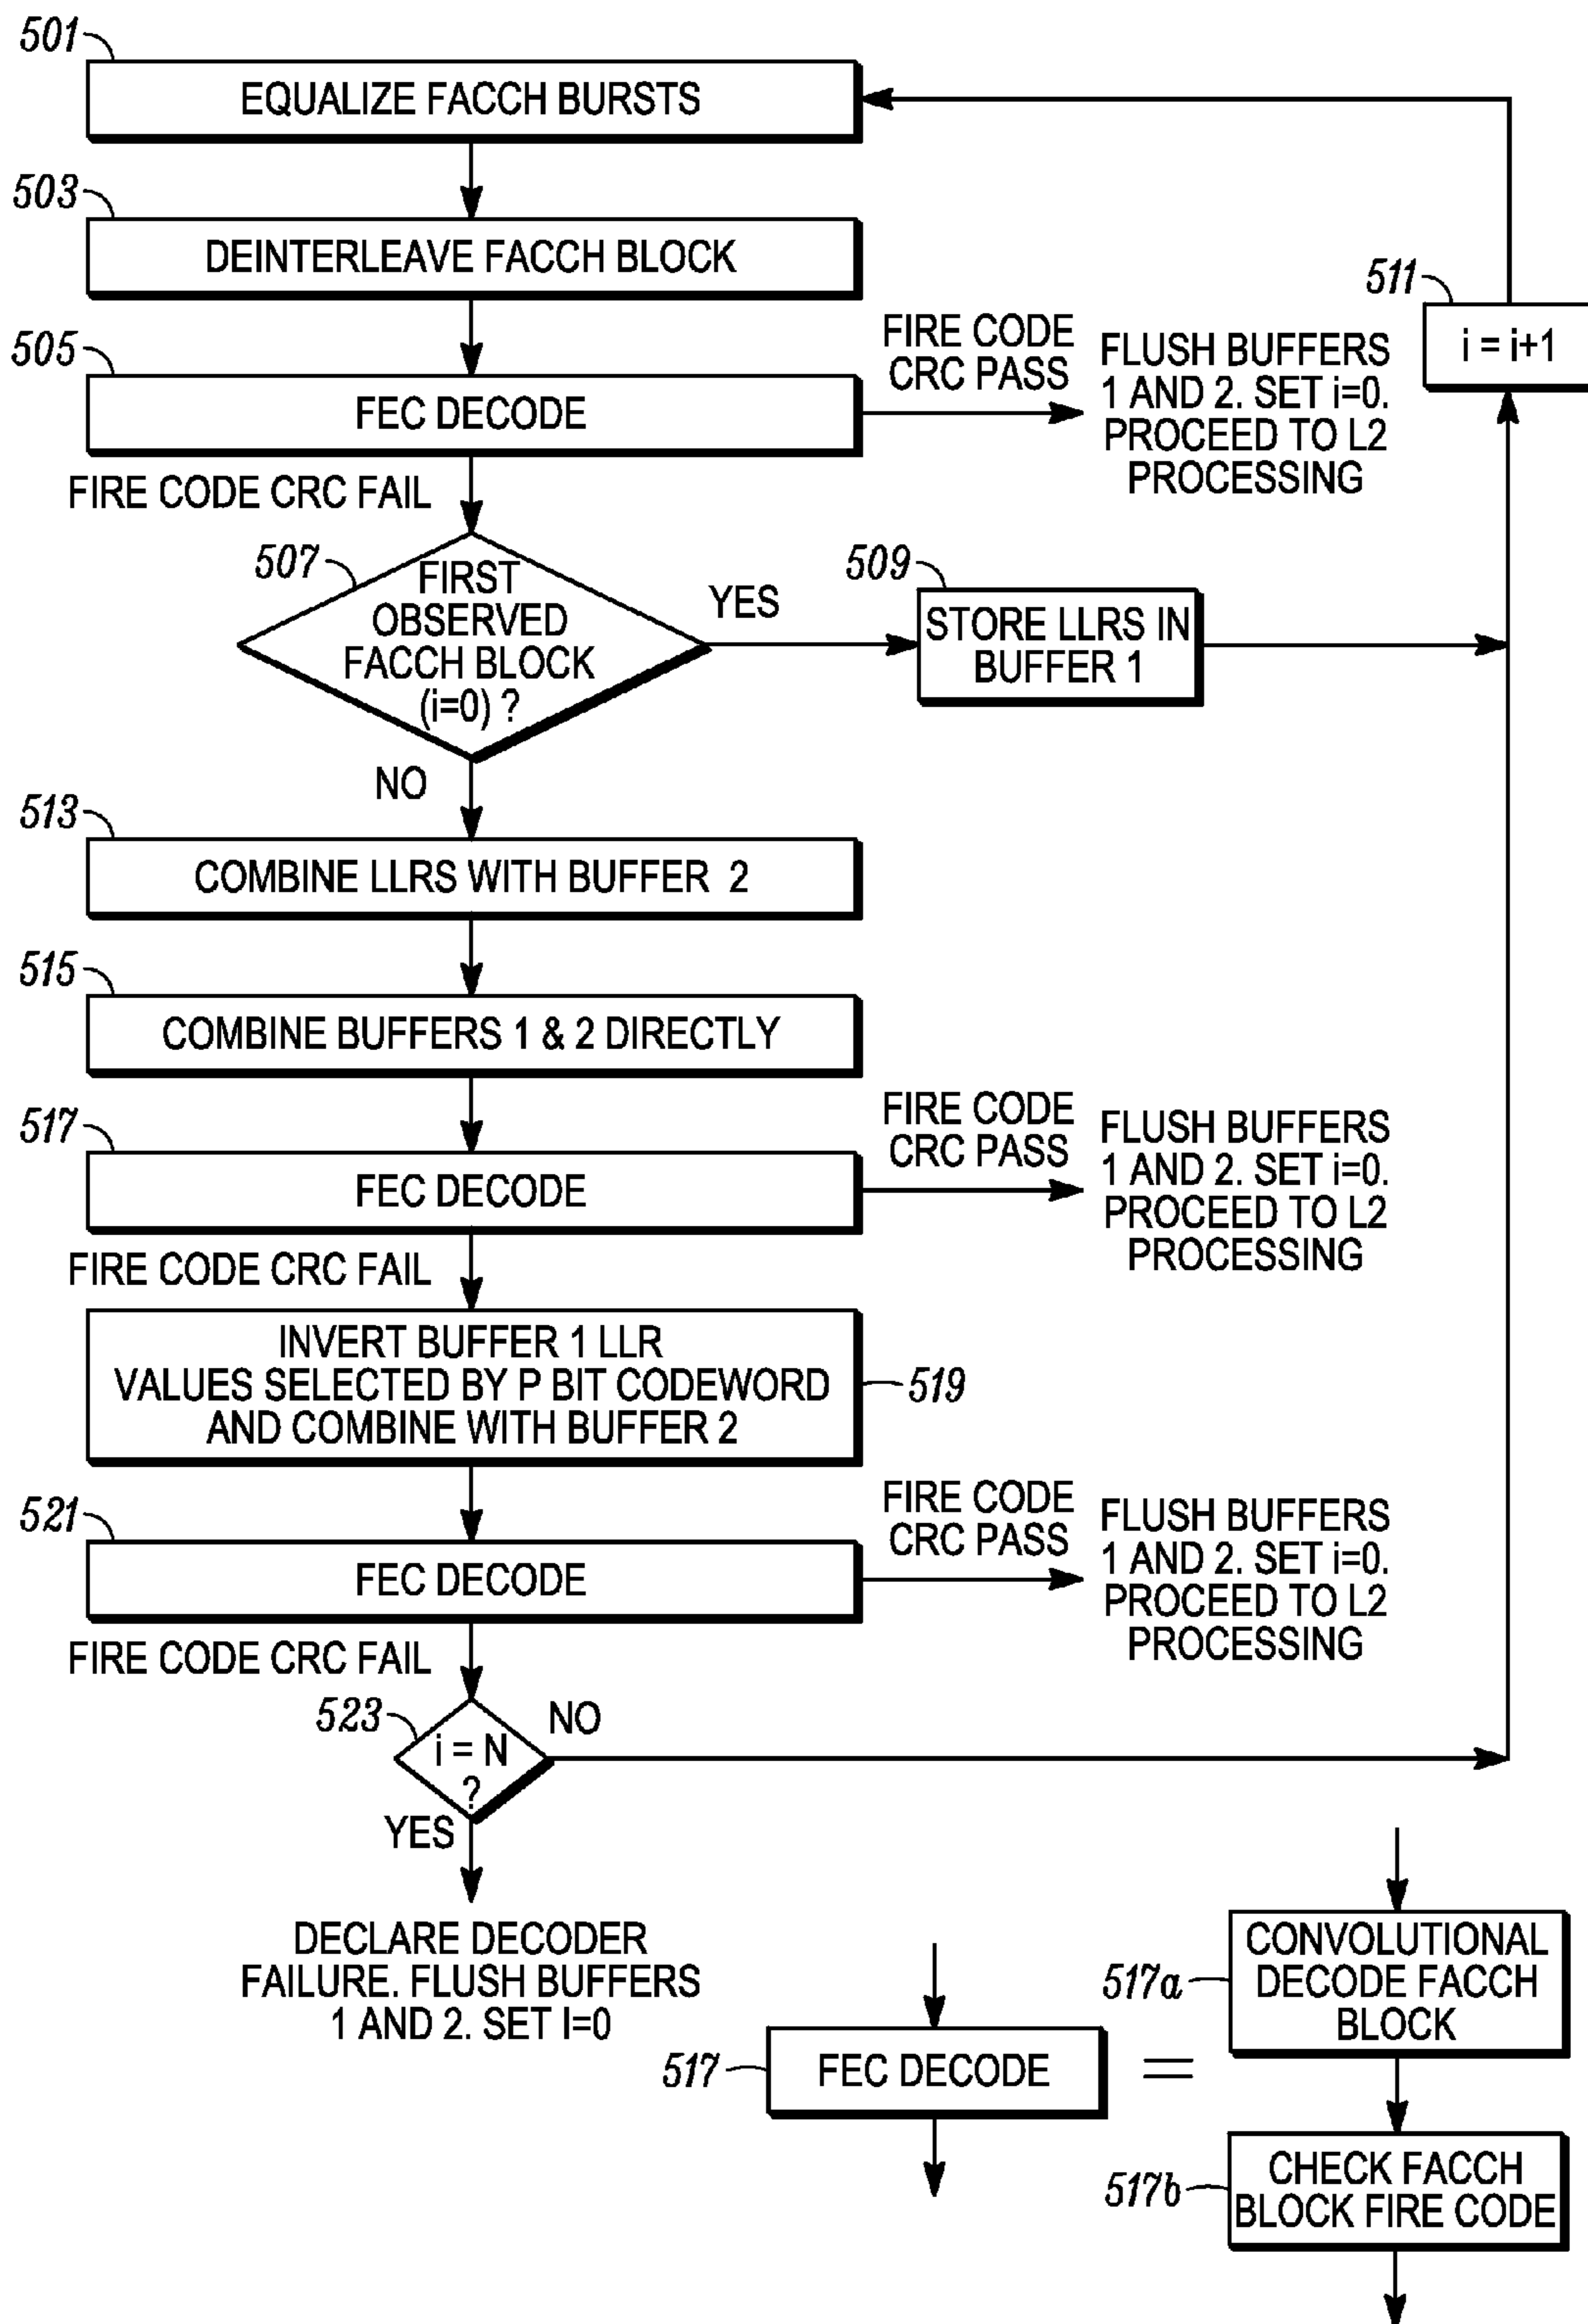 501
EQUALIZE FACCH BURSTS
503
DEINTERLEAVE FACCH BLOCK
511
i = i+1
505
FEC DECODE
FIRE CODE
CRC PASS
FLUSH BUFFERS
1 AND 2. SET i=0.
PROCEED TO L2
PROCESSING
FIRE CODE CRC FAIL
507
FIRST
OBSERVED
FACCH BLOCK
(i=0) ?
YES
509
STORE LLRS IN
BUFFER 1
NO
513
COMBINE LLRS WITH BUFFER 2
515
COMBINE BUFFERS 1 & 2 DIRECTLY
517
FEC DECODE
FIRE CODE
CRC PASS
FLUSH BUFFERS
1 AND 2. SET i=0.
PROCEED TO L2
PROCESSING
FIRE CODE CRC FAIL
INVERT BUFFER 1 LLR
VALUES SELECTED BY P BIT CODEWORD
AND COMBINE WITH BUFFER 2
519
521
FEC DECODE
FIRE CODE
CRC PASS
FLUSH BUFFERS
1 AND 2. SET i=0.
PROCEED TO L2
PROCESSING
FIRE CODE CRC FAIL
523
i = N
?
NO
YES
DECLARE DECODER
FAILURE. FLUSH BUFFERS
1 AND 2. SET I=0
517
FEC DECODE
=
517a
CONVOLUTIONAL
DECODE FACCH
BLOCK
517b
CHECK FACCH
BLOCK FIRE CODE